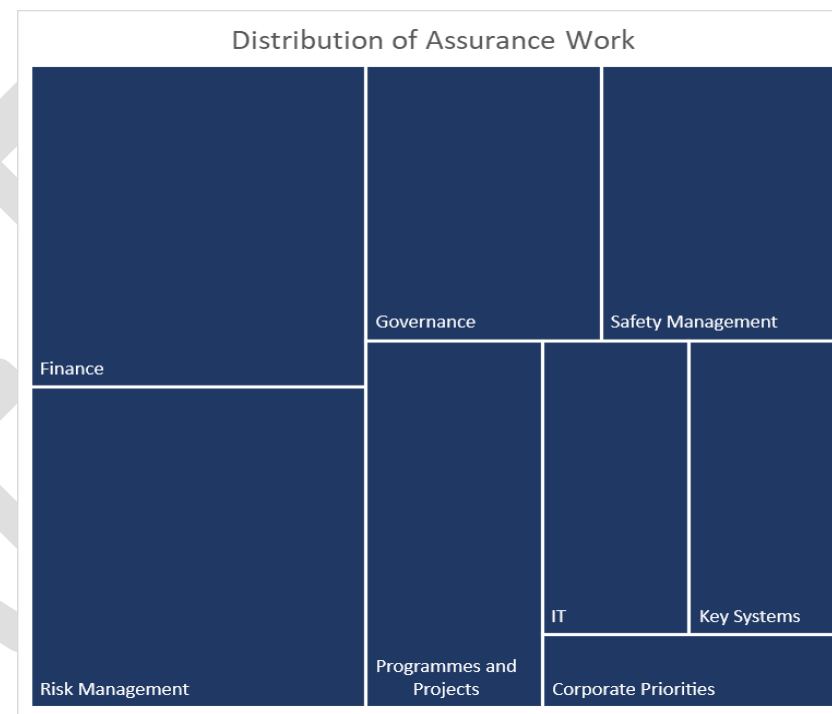 Distribution of Assurance Work
Governance
Safety Management
Finance
IT
Key Systems
Programmes and
Projects
Risk Management
Corporate Priorities